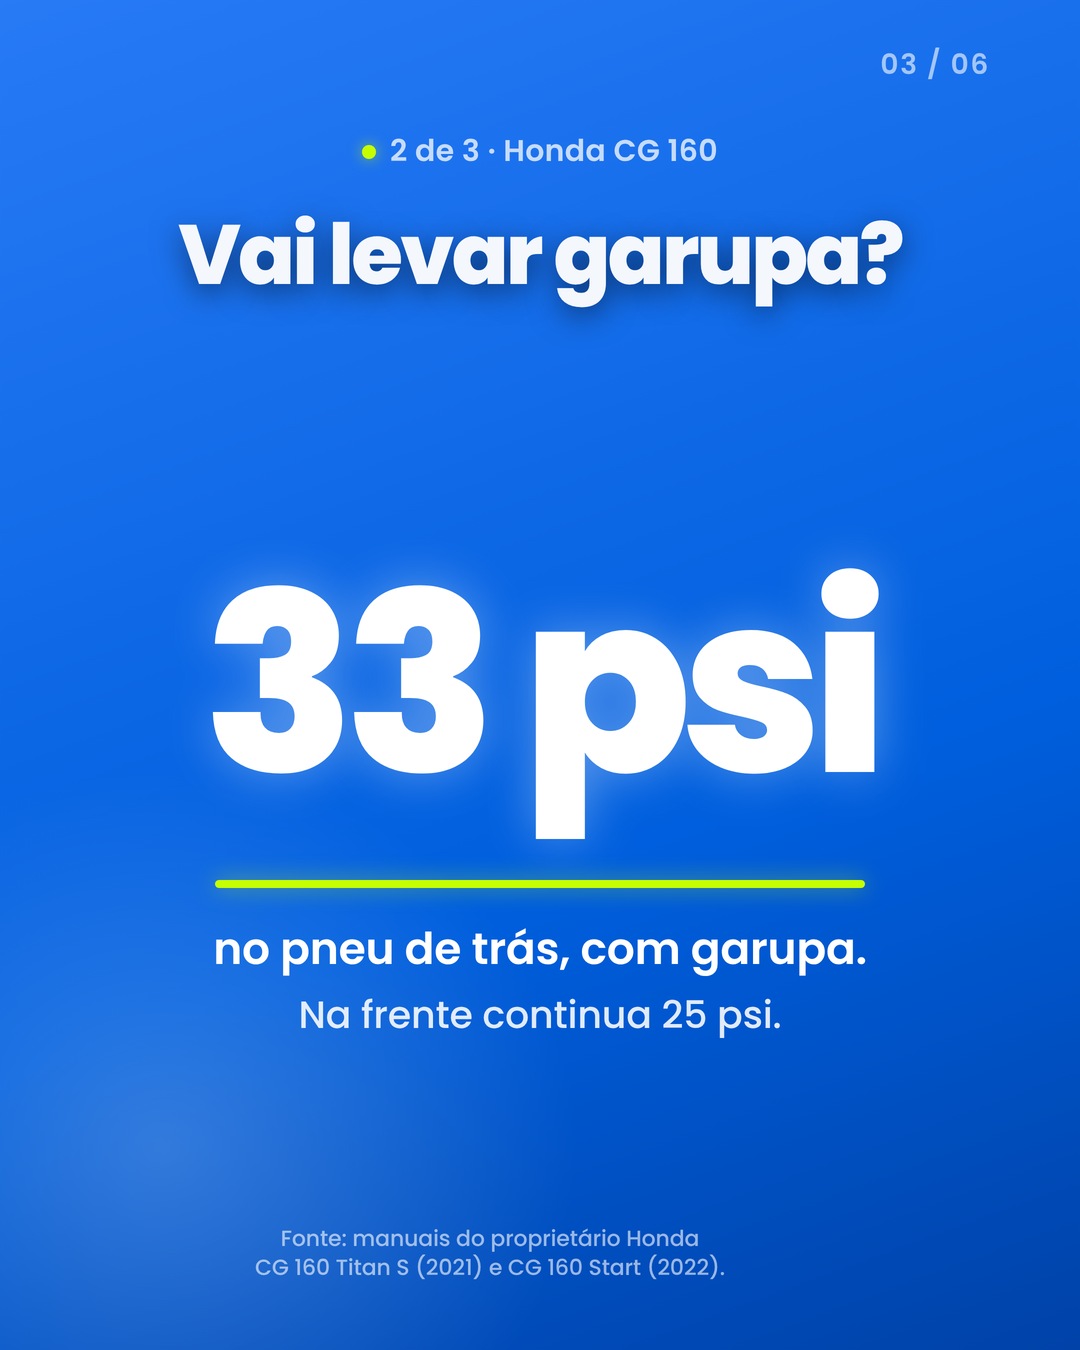 03 / 06
2 de 3 · Honda CG 160
Vai levar garupa?
33 psi
no pneu de trás, com garupa.
Na frente continua 25 psi.
Fonte: manuais do proprietário Honda
CG 160 Titan S (2021) e CG 160 Start (2022).